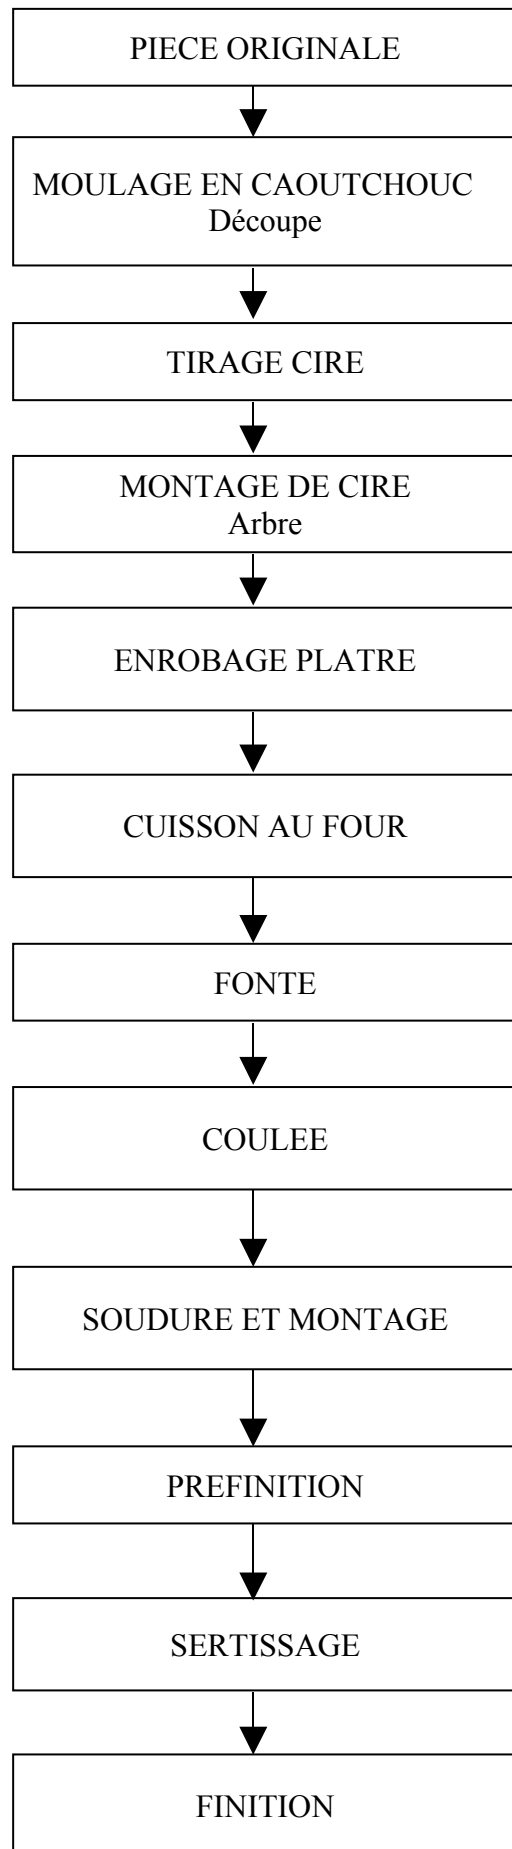 PIECE ORIGINALE
MOULAGE EN CAOUTCHOUC
Découpe
TIRAGE CIRE
MONTAGE DE CIRE
Arbre
ENROBAGE PLATRE
CUISSON AU FOUR
FONTE
COULEE
SOUDURE ET MONTAGE
PREFINITION
SERTISSAGE
FINITION